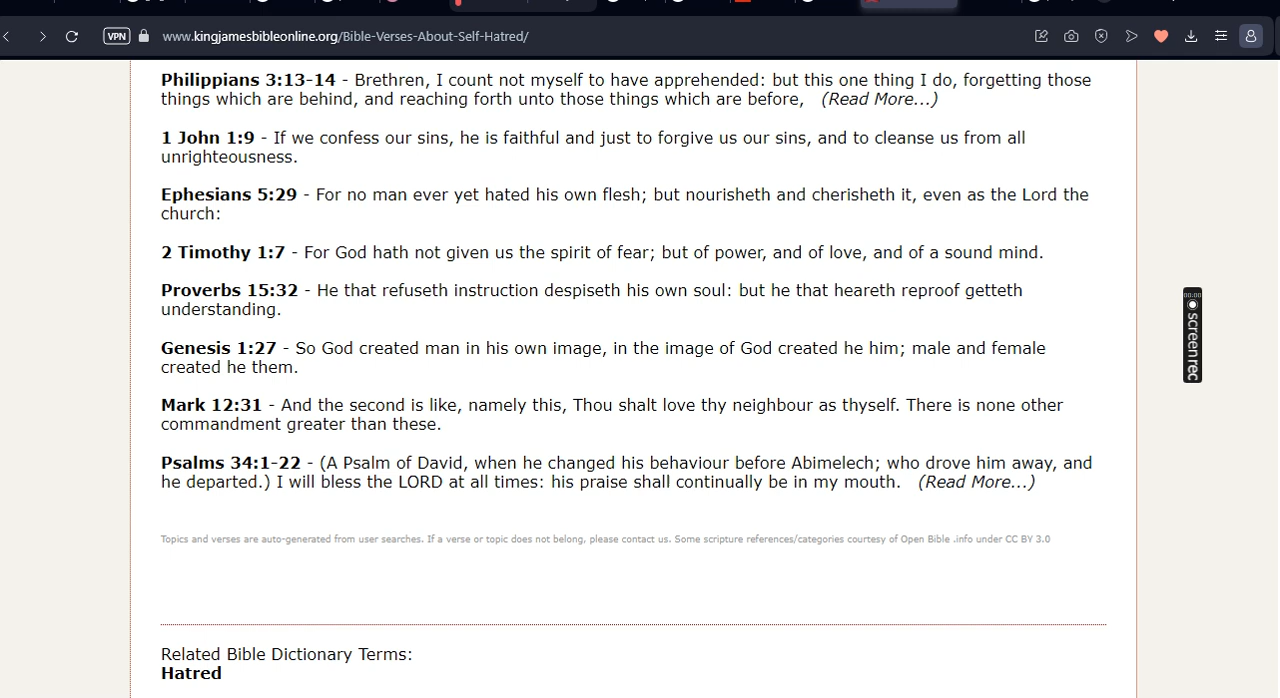 VPN www.kingjamesbibleonline.org/Bible-Verses-About-Self-Hatred/
Philippians 3:13-14 - Brethren, I count not myself to have apprehended: but this one thing I do, forgetting those
things which are behind, and reaching forth unto those things which are before, (Read More...)
1 John 1:9 - If we confess our sins, he is faithful and just to forgive us our sins, and to cleanse us from all
unrighteousness.
Ephesians 5:29 - For no man ever yet hated his own flesh; but nourisheth and cherisheth it, even as the Lord the
church:
2 Timothy 1:7 - For God hath not given us the spirit of fear; but of power, and of love, and of a sound mind.
Proverbs 15:32 - He that refuseth instruction despiseth his own soul: but he that heareth reproof getteth
understanding.
Genesis 1:27 - So God created man in his own image, in the image of God created he him; male and female
created he them.
Mark 12:31 - And the second is like, namely this, Thou shalt love thy neighbour as thyself. There is none other
commandment greater than these.
Psalms 34:1-22 - (A Psalm of David, when he changed his behaviour before Abimelech; who drove him away, and
he departed.) I will bless the LORD at all times: his praise shall continually be in my mouth. (Read More...)
Topics and verses are auto-generated from user searches. If a verse or topic does not belong, please contact us. Some scripture references/categories courtesy of Open Bible .info under CC BY 3.0
Related Bible Dictionary Terms:
Hatred
00:00
screenrec